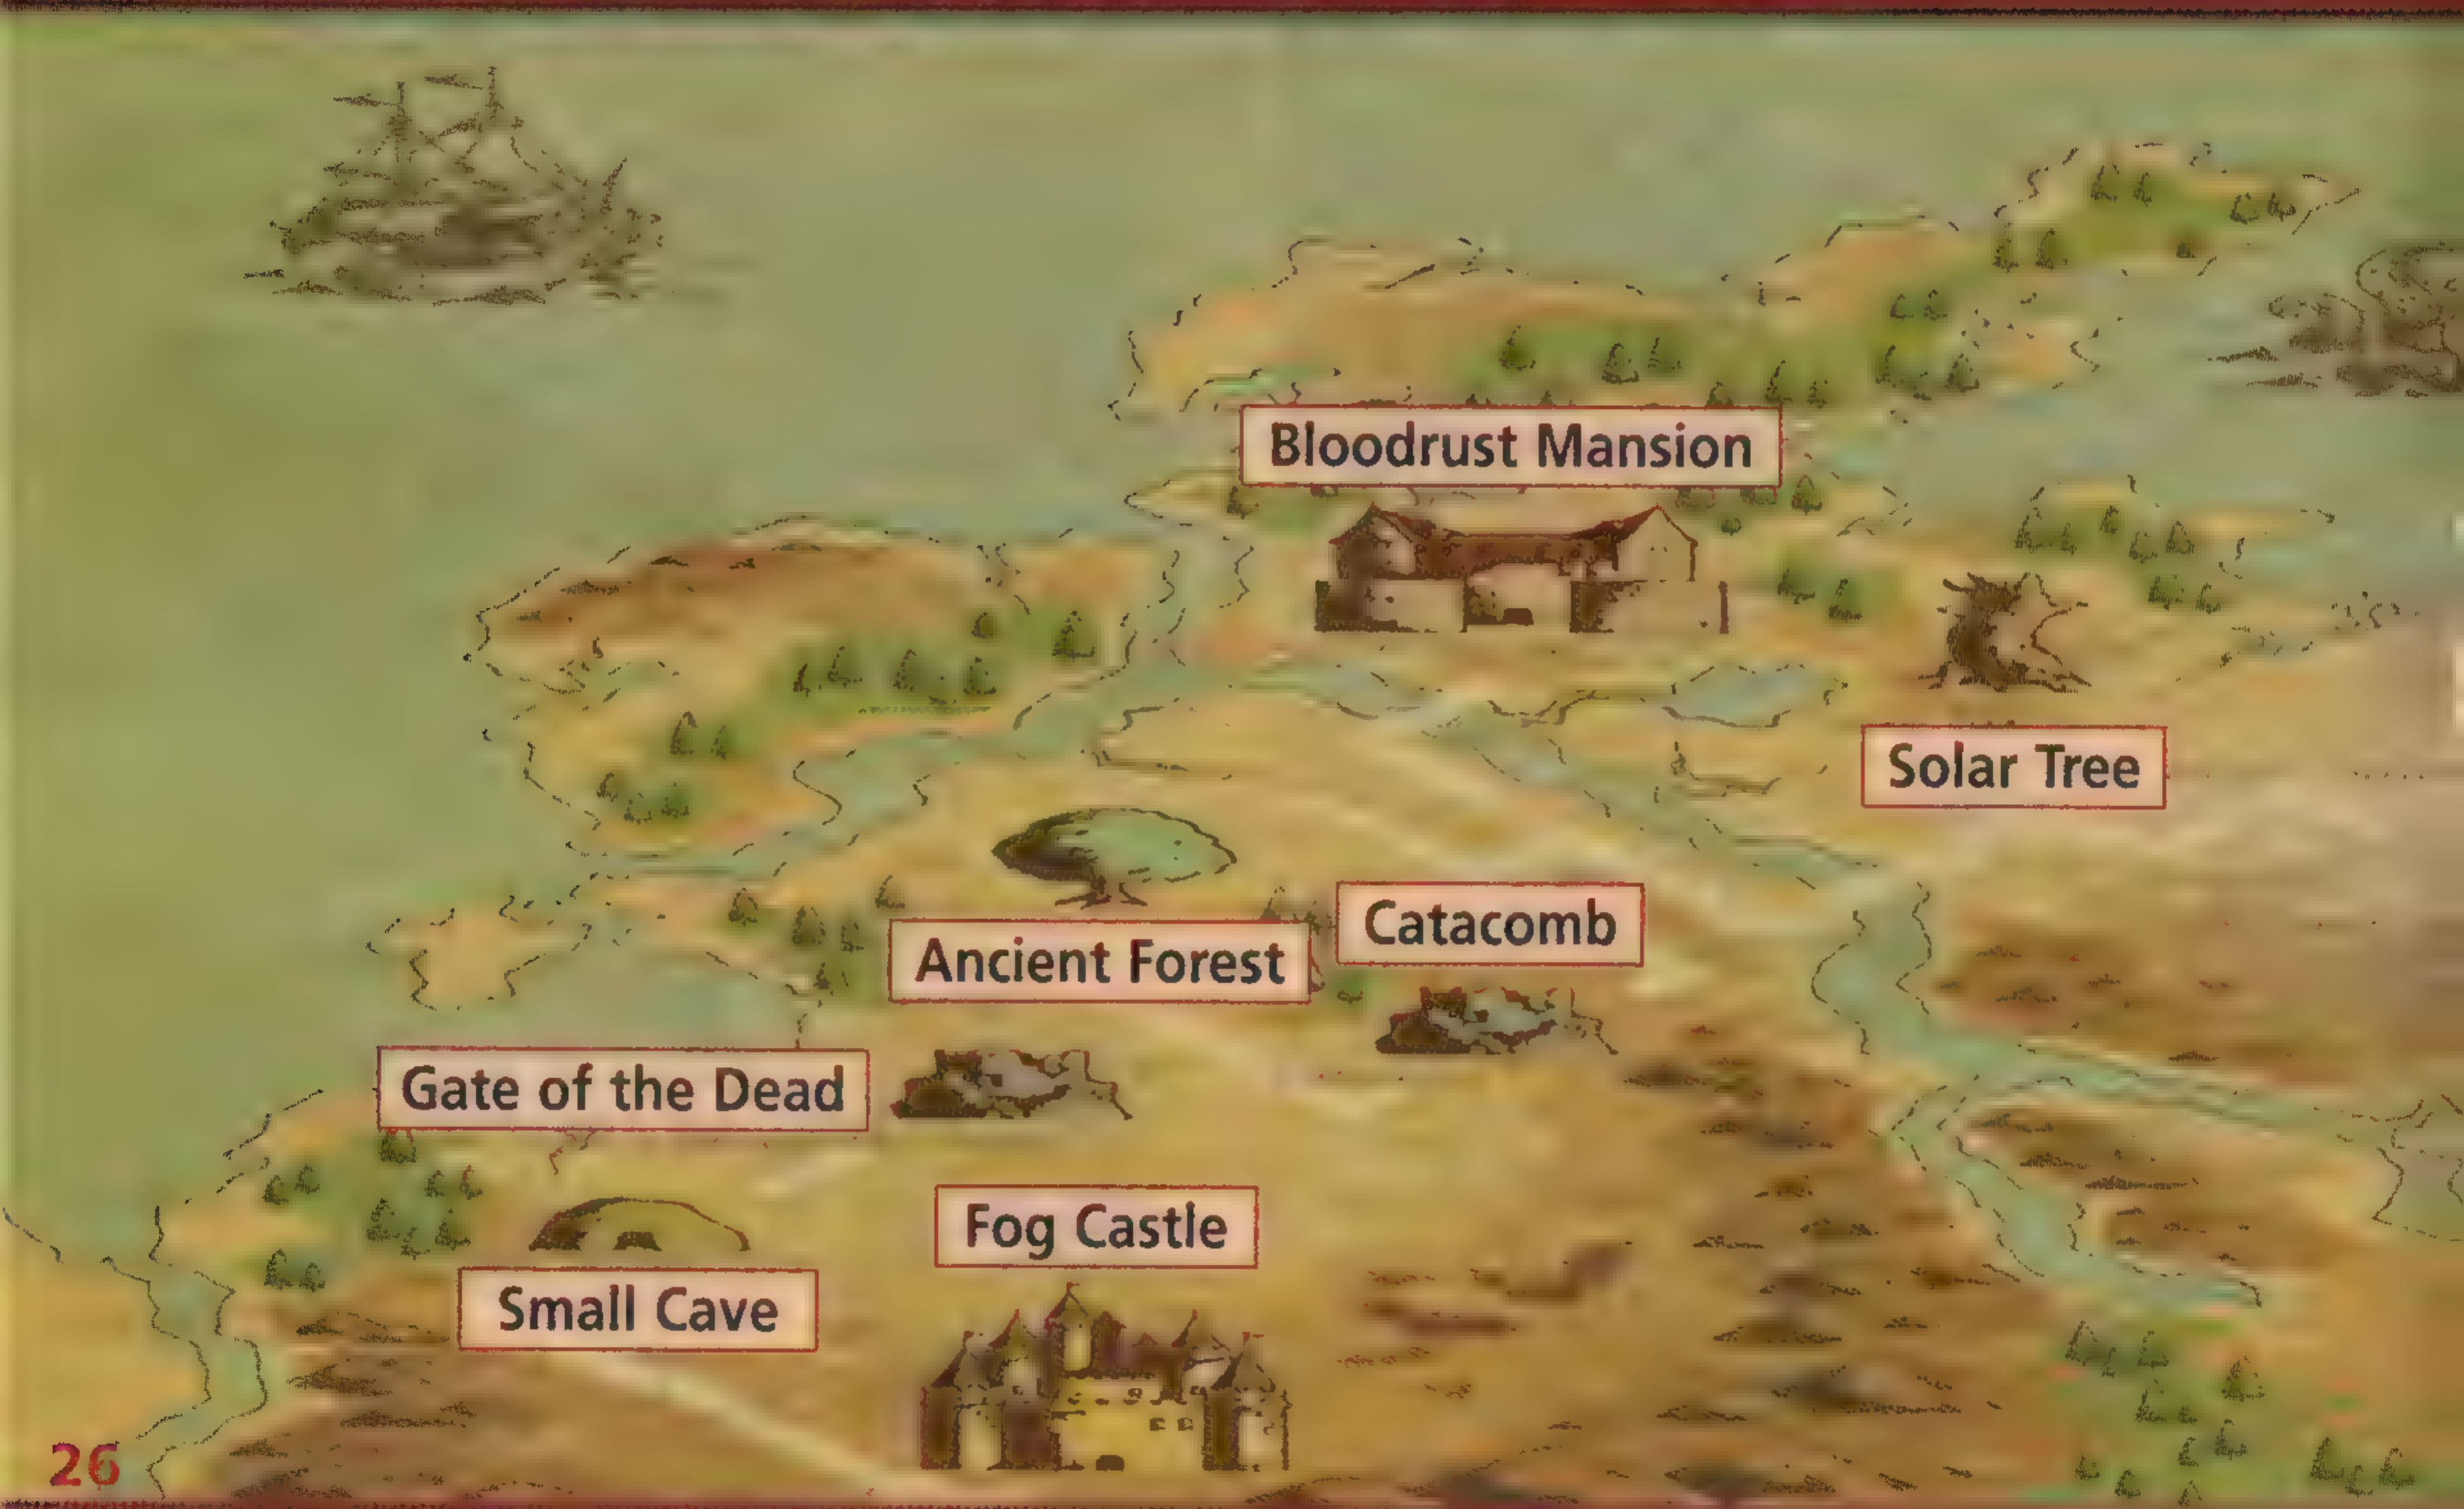 Bloodrust Mansion
Solar Tree
Catacomb
Ancient Forest
Gate of the Dead
Fog Castle
Small Cave
26